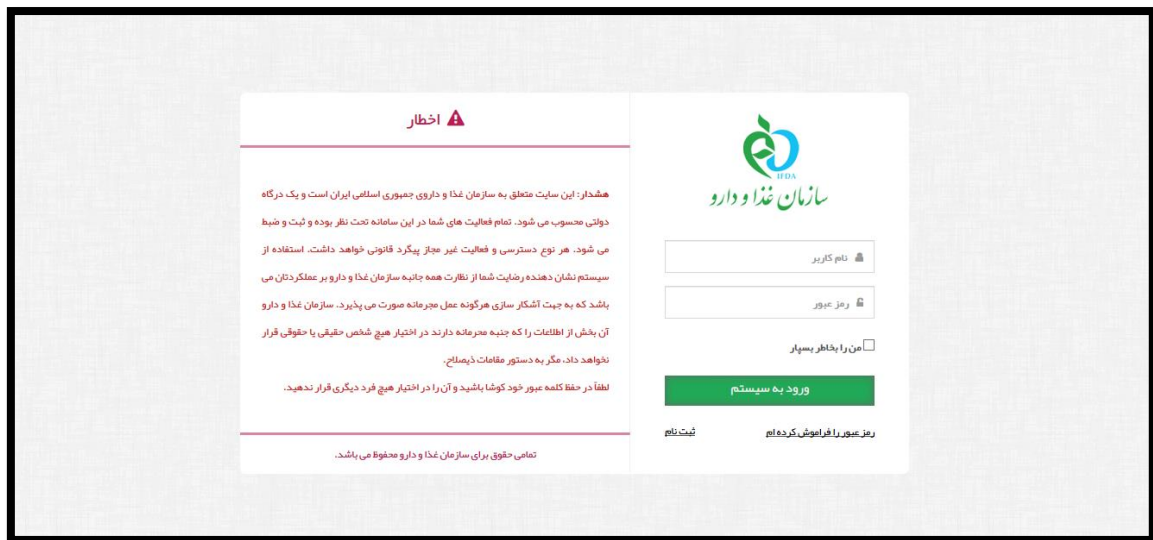 IFDA
سازمان غذا و دارو
نام کاربر
رمز عبور
من را بخاطر بسپار
ورود به سیستم
رمز عبور را فراموش کرده ام
ثبت نام
اخطار
هشدار: این سایت متعلق به سازمان غذا و داروی جمهوری اسلامی ایران است و یک درگاه
دولتی محسوب می شود. تمام فعالیت های شما در این سامانه تحت نظر بوده و ثبت و ضبط
می شود. هر نوع دسترسی و فعالیت غیر مجاز پیگرد قانونی خواهد داشت. استفاده از
سیستم نشان دهنده رضایت شما از نظارت همه جانبه سازمان غذا و دارو بر عملکردتان می
باشد که به جهت آشکار سازی هرگونه عمل مجرمانه صورت می پذیرد. سازمان غذا و دارو
آن بخش از اطلاعات را که جنبه محرمانه دارند در اختیار هیچ شخص حقیقی یا حقوقی قرار
نخواهد داد، مگر به دستور مقامات ذیصلاح.
لطفاً در حفظ کلمه عبور خود کوشا باشید و آن را در اختیار هیچ فرد دیگری قرار ندهید.
تمامی حقوق برای سازمان غذا و دارو محفوظ می باشد.